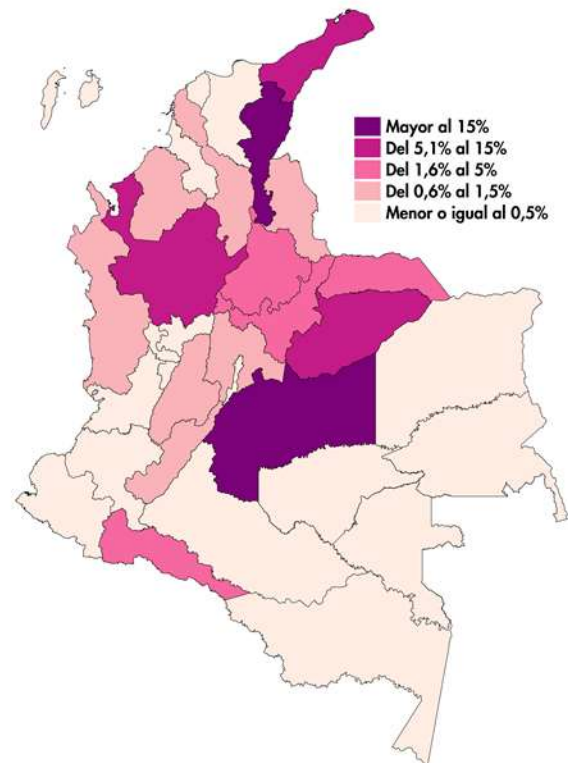 Mayor al 15%
Del 5,1% al 15%
Del 1,6% al 5%
Del 0,6% al 1,5%
Menor o igual al 0,5%